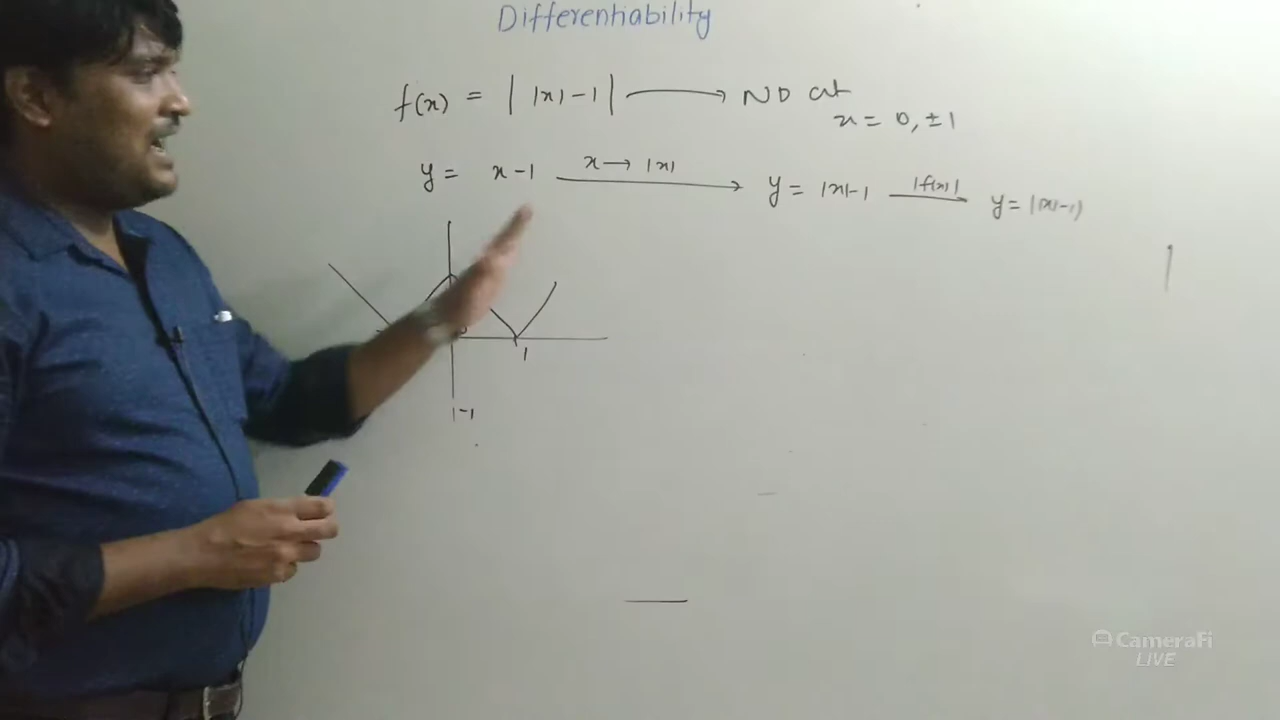 Differentiability
f(x) = | |x| - 1 | ⟶ ND at
x = 0, ±1
y = x - 1 x → |x| ⟶ y = |x| - 1 |f(x)| ⟶ y = ||x| - 1|
1
-1
CameraFi
LIVE